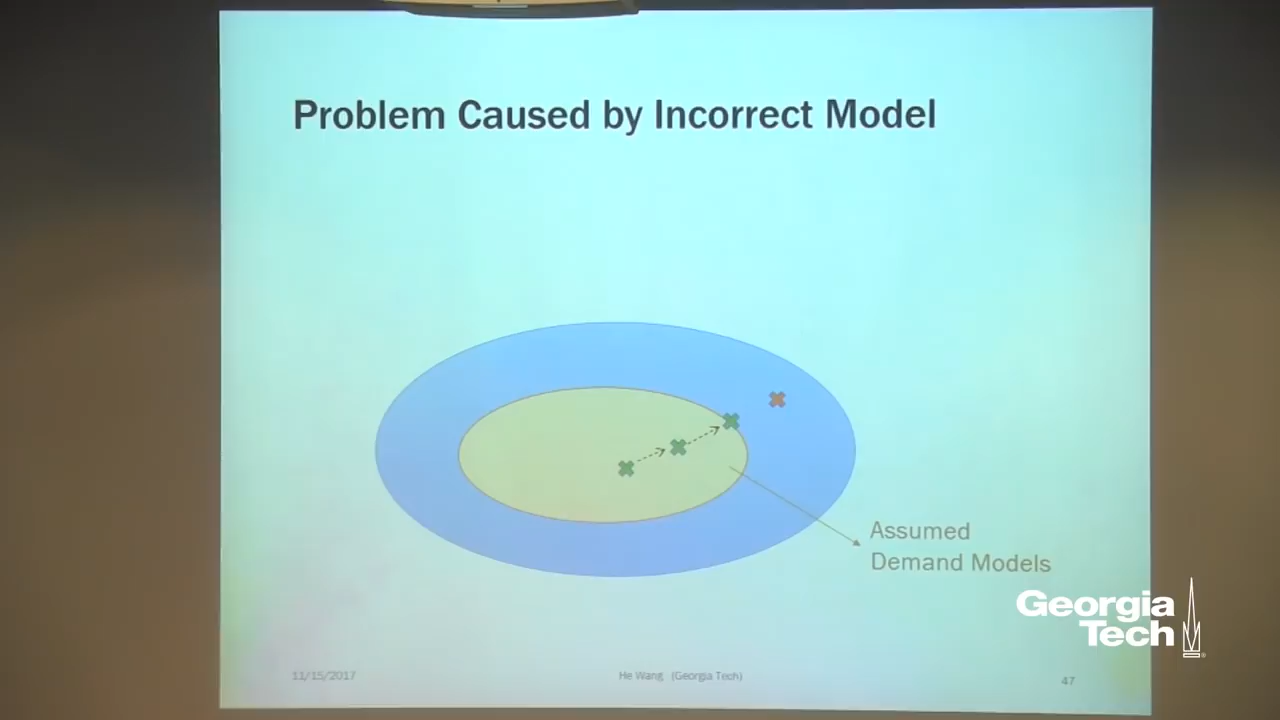 Problem Caused by Incorrect Model
Assumed
Demand Models
Georgia
Tech
11/15/2017
He Wang (Georgia Tech)
47